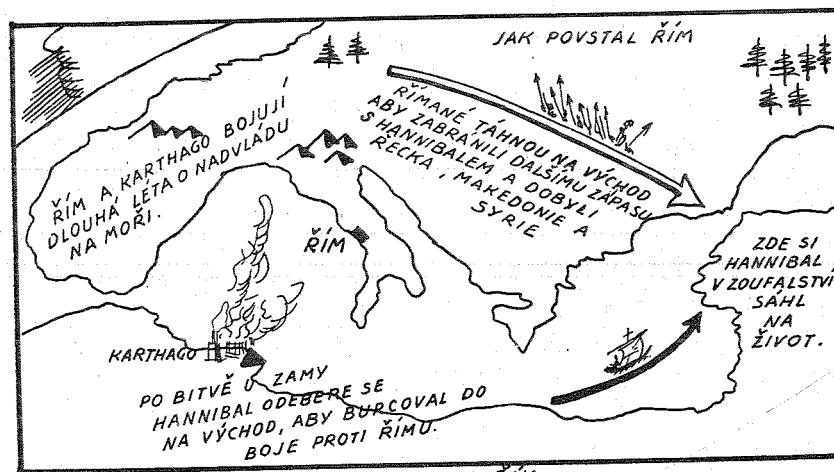 JAK POVSTAL ŘÍM
ŘÍM A KARTHAGO BOJUJÍ
DLOUHÁ LÉTA O NADVLÁDU
NA MOŘI.
ŘÍMANÉ TÁHNOU NA VÝCHOD
ABY ZABRÁNILI DALŠÍMU ZÁPASU
S HANNIBALEM A DOBYLI
ŘECKA, MAKEDONIE A
SYRIE
ŘÍM
ZDE SI
HANNIBAL
V ZOUFALSTVÍ
SÁHL
NA
ŽIVOT.
KARTHAGO
PO BITVĚ U ZAMY
HANNIBAL ODEBERE SE
NA VÝCHOD, ABY BURCOVAL DO
BOJE PROTI ŘÍMU.